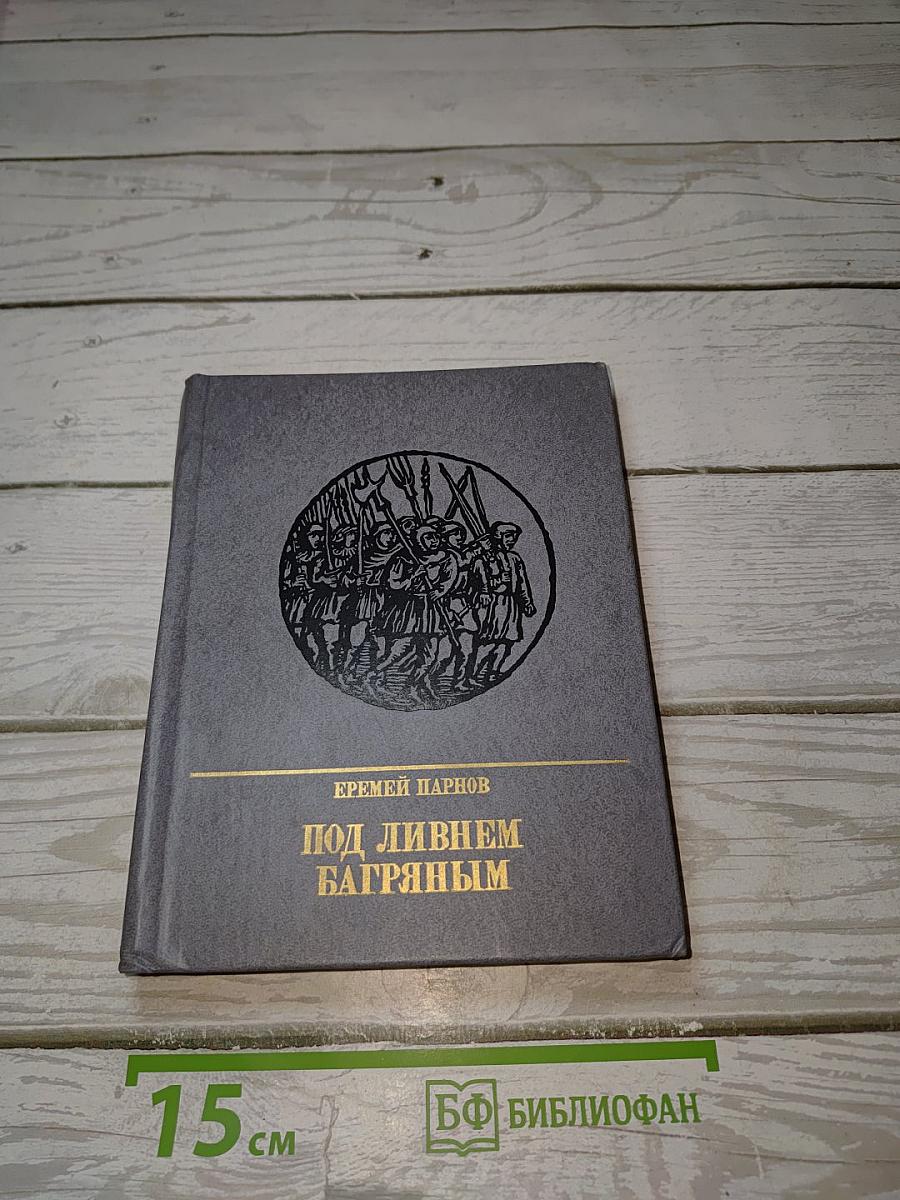 ЕРЕМЕЙ ПАРНОВ
ПОД ЛИВНЕМ
БАГРЯНЫМ
15 см
БФ БИБЛИОФАН